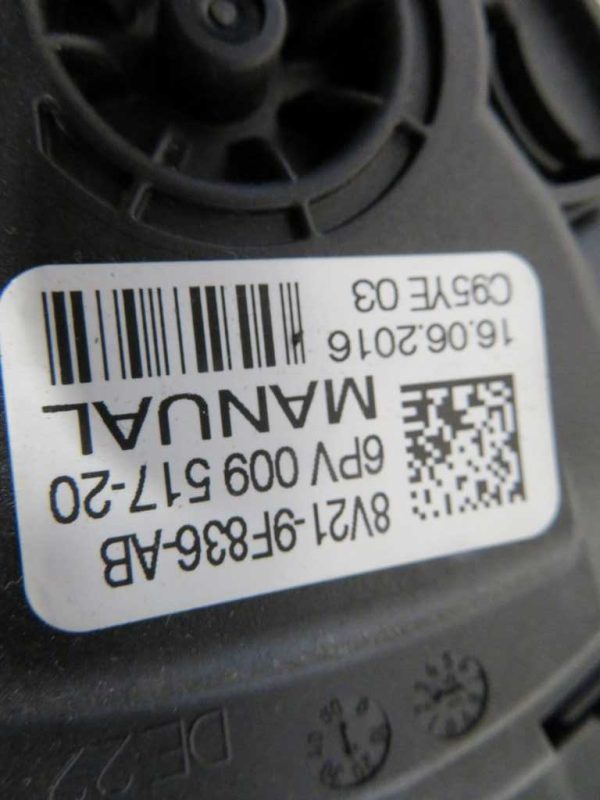 8V21-9F836-AB
6PV 009 517-20
MANUAL
16.06.2016
C95YE 03